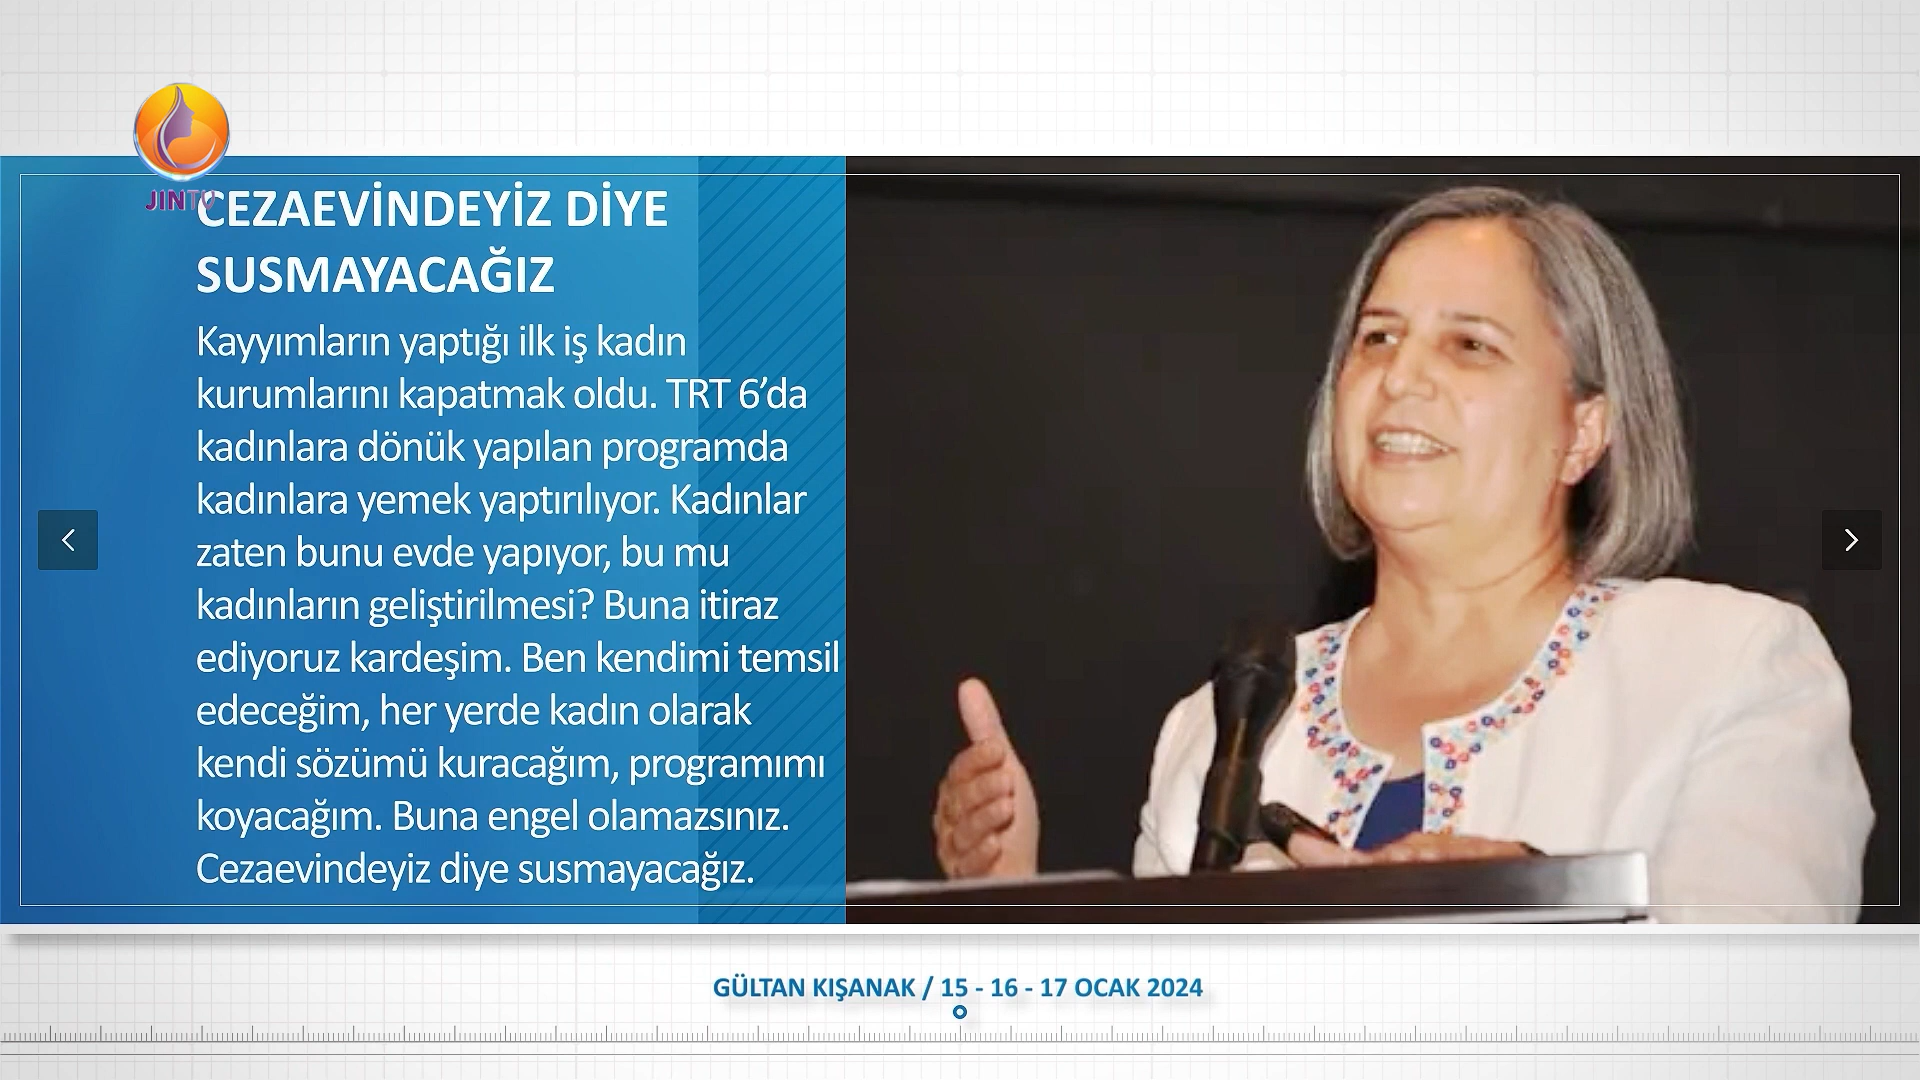 JINTV
CEZAEVİNDEYİZ DİYE
SUSMAYACAĞIZ
Kayyımların yaptığı ilk iş kadın
kurumlarını kapatmak oldu. TRT 6’da
kadınlara dönük yapılan programda
kadınlara yemek yaptırılıyor. Kadınlar
zaten bunu evde yapıyor, bu mu
kadınların geliştirilmesi? Buna itiraz
ediyoruz kardeşim. Ben kendimi temsil
edeceğim, her yerde kadın olarak
kendi sözümü kuracağım, programımı
koyacağım. Buna engel olamazsınız.
Cezaevindeyiz diye susmayacağız.
GÜLTAN KIŞANAK / 15 - 16 - 17 OCAK 2024